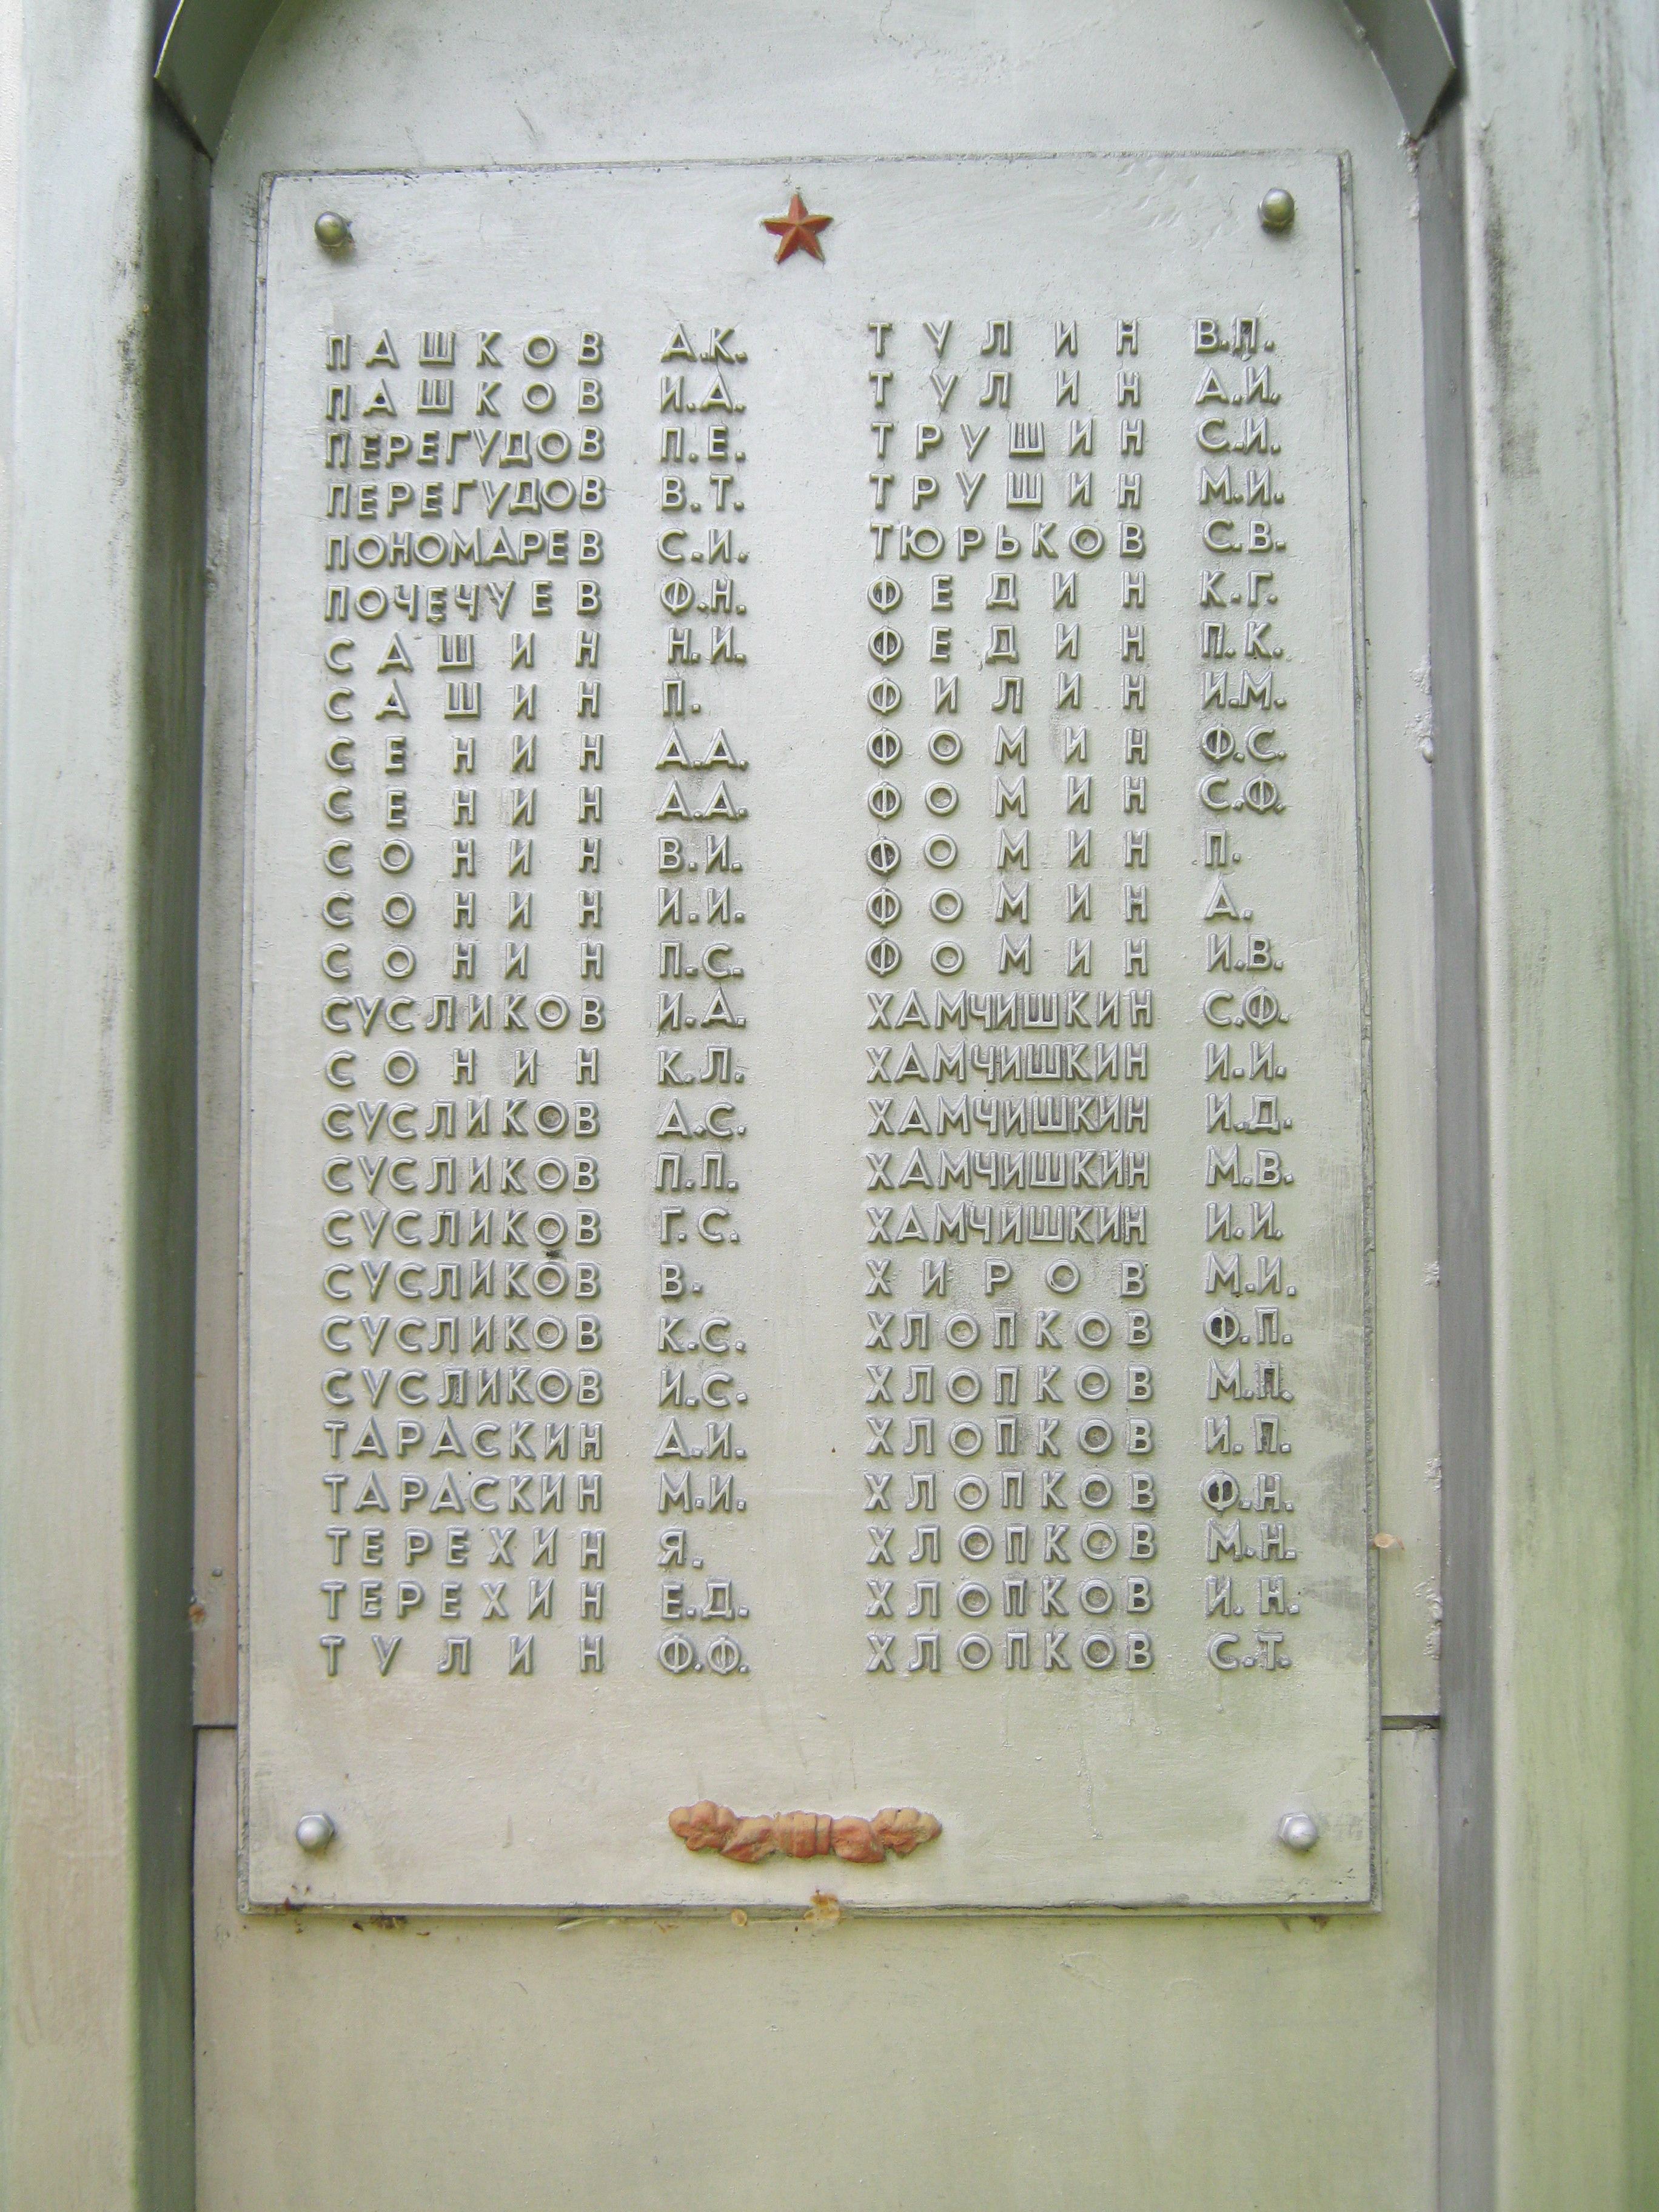 ПАШКОВ А.К.
ПАШКОВ И.А.
ПЕРЕГУДОВ П.Е.
ПЕРЕГУДОВ В.Т.
ПОНОМАРЕВ С.И.
ПОЧЕЧУЕВ Ф.Н.
САШИН Н.И.
САШИН П.
СЕНИН А.А.
СЕНИН А.А.
СОНИН В.И.
СОНИН И.И.
СОНИН П.С.
СУСЛИКОВ И.А.
СОНИН К.Л.
СУСЛИКОВ А.С.
СУСЛИКОВ П.П.
СУСЛИКОВ Г.С.
СУСЛИКОВ В.
СУСЛИКОВ К.С.
СУСЛИКОВ И.С.
ТАРАСКИН А.И.
ТАРАСКИН М.И.
ТЕРЕХИН Я.
ТЕРЕХИН Е.Д.
ТУЛИН Ф.Ф.
ТУЛИН В.П.
ТУЛИН А.И.
ТРУШИН С.И.
ТРУШИН М.И.
ТЮРЬКОВ С.В.
ФЕДИН К.Г.
ФЕДИН П.К.
ФИЛИН И.М.
ФОМИН Ф.С.
ФОМИН С.Ф.
ФОМИН П.
ФОМИН А.
ФОМИН И.В.
ХАМЧИШКИН С.Ф.
ХАМЧИШКИН И.И.
ХАМЧИШКИН И.Д.
ХАМЧИШКИН М.В.
ХАМЧИШКИН И.И.
ХИРОВ М.И.
ХЛОПКОВ Ф.П.
ХЛОПКОВ М.П.
ХЛОПКОВ И.П.
ХЛОПКОВ Ф.Н.
ХЛОПКОВ М.Н.
ХЛОПКОВ И.Н.
ХЛОПКОВ С.Т.